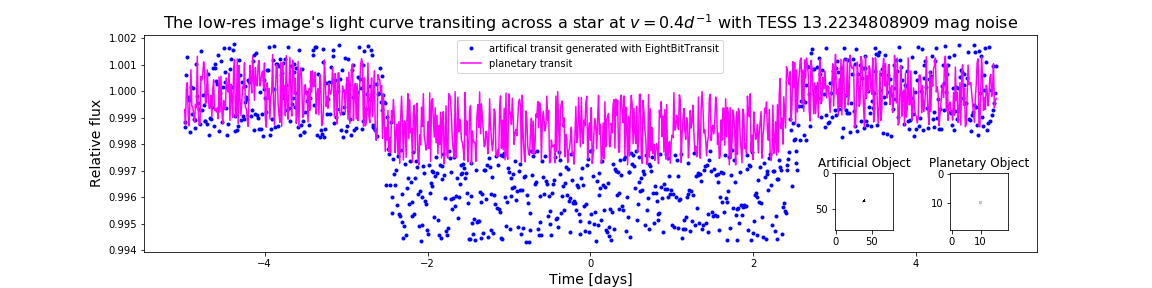 The low-res image's light curve transiting across a star at v = 0.4d⁻¹ with TESS 13.2234808909 mag noise
Relative flux
1.002
1.001
1.000
0.999
0.998
0.997
0.996
0.995
0.994
artifical transit generated with EightBitTransit
planetary transit
Artificial Object
0
50
0 50
Planetary Object
0
10
0 10
−4 −2 0 2 4
Time [days]